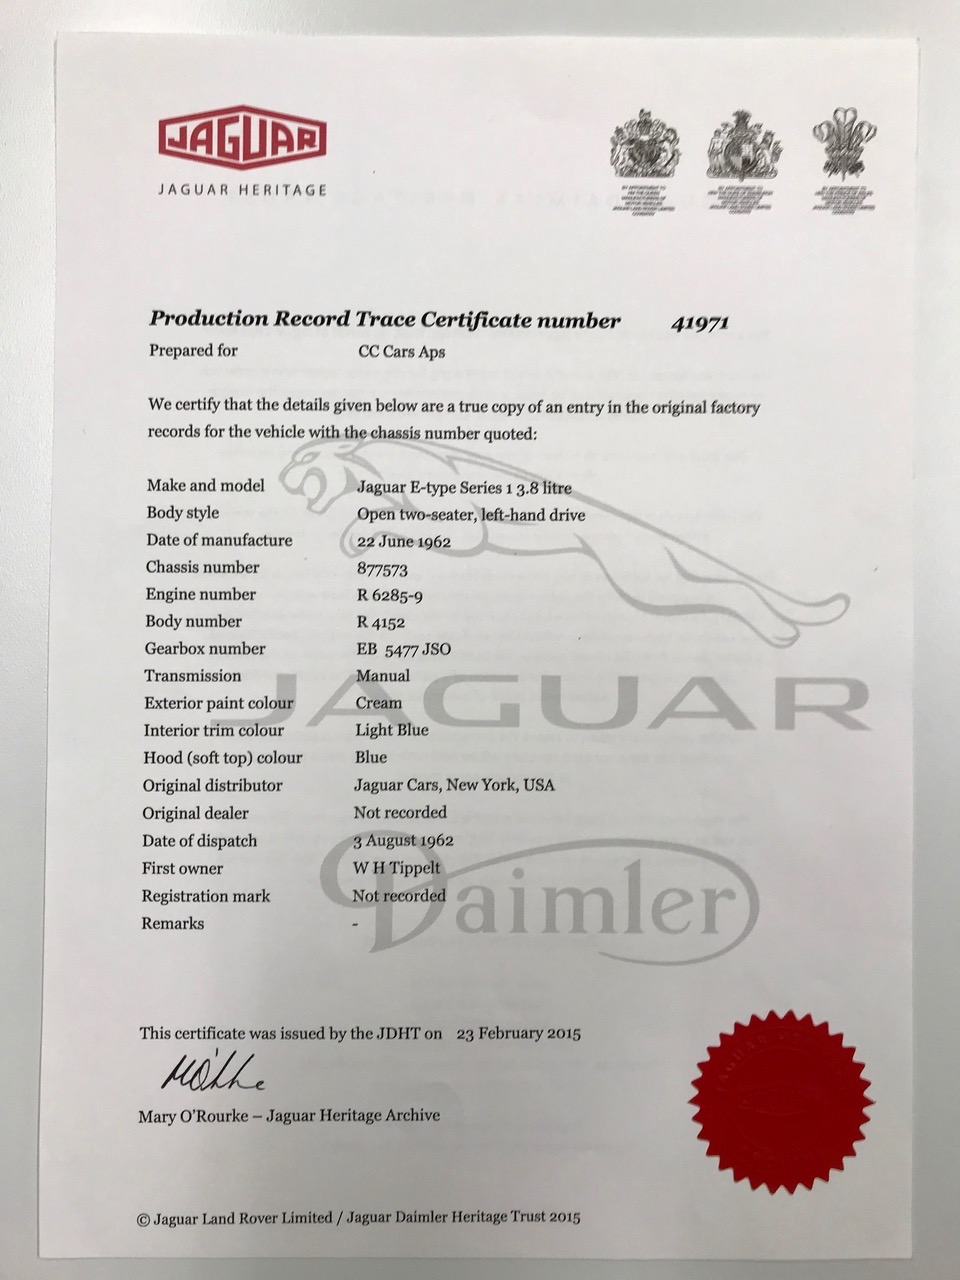 JAGUAR
JAGUAR HERITAGE
Production Record Trace Certificate number 41971
Prepared for CC Cars Aps
We certify that the details given below are a true copy of an entry in the original factory
records for the vehicle with the chassis number quoted:
Make and model Jaguar E-type Series 1 3.8 litre
Body style Open two-seater, left-hand drive
Date of manufacture 22 June 1962
Chassis number 877573
Engine number R 6285-9
Body number R 4152
Gearbox number EB 5477 JSO
Transmission Manual
JAGUAR
Exterior paint colour Cream
Interior trim colour Light Blue
Hood (soft top) colour Blue
Original distributor Jaguar Cars, New York, USA
Original dealer Not recorded
Date of dispatch 3 August 1962
First owner W H Tippelt
Daimler
Registration mark Not recorded
Remarks -
This certificate was issued by the JDHT on 23 February 2015
Mary O'Rourke – Jaguar Heritage Archive
© Jaguar Land Rover Limited / Jaguar Daimler Heritage Trust 2015